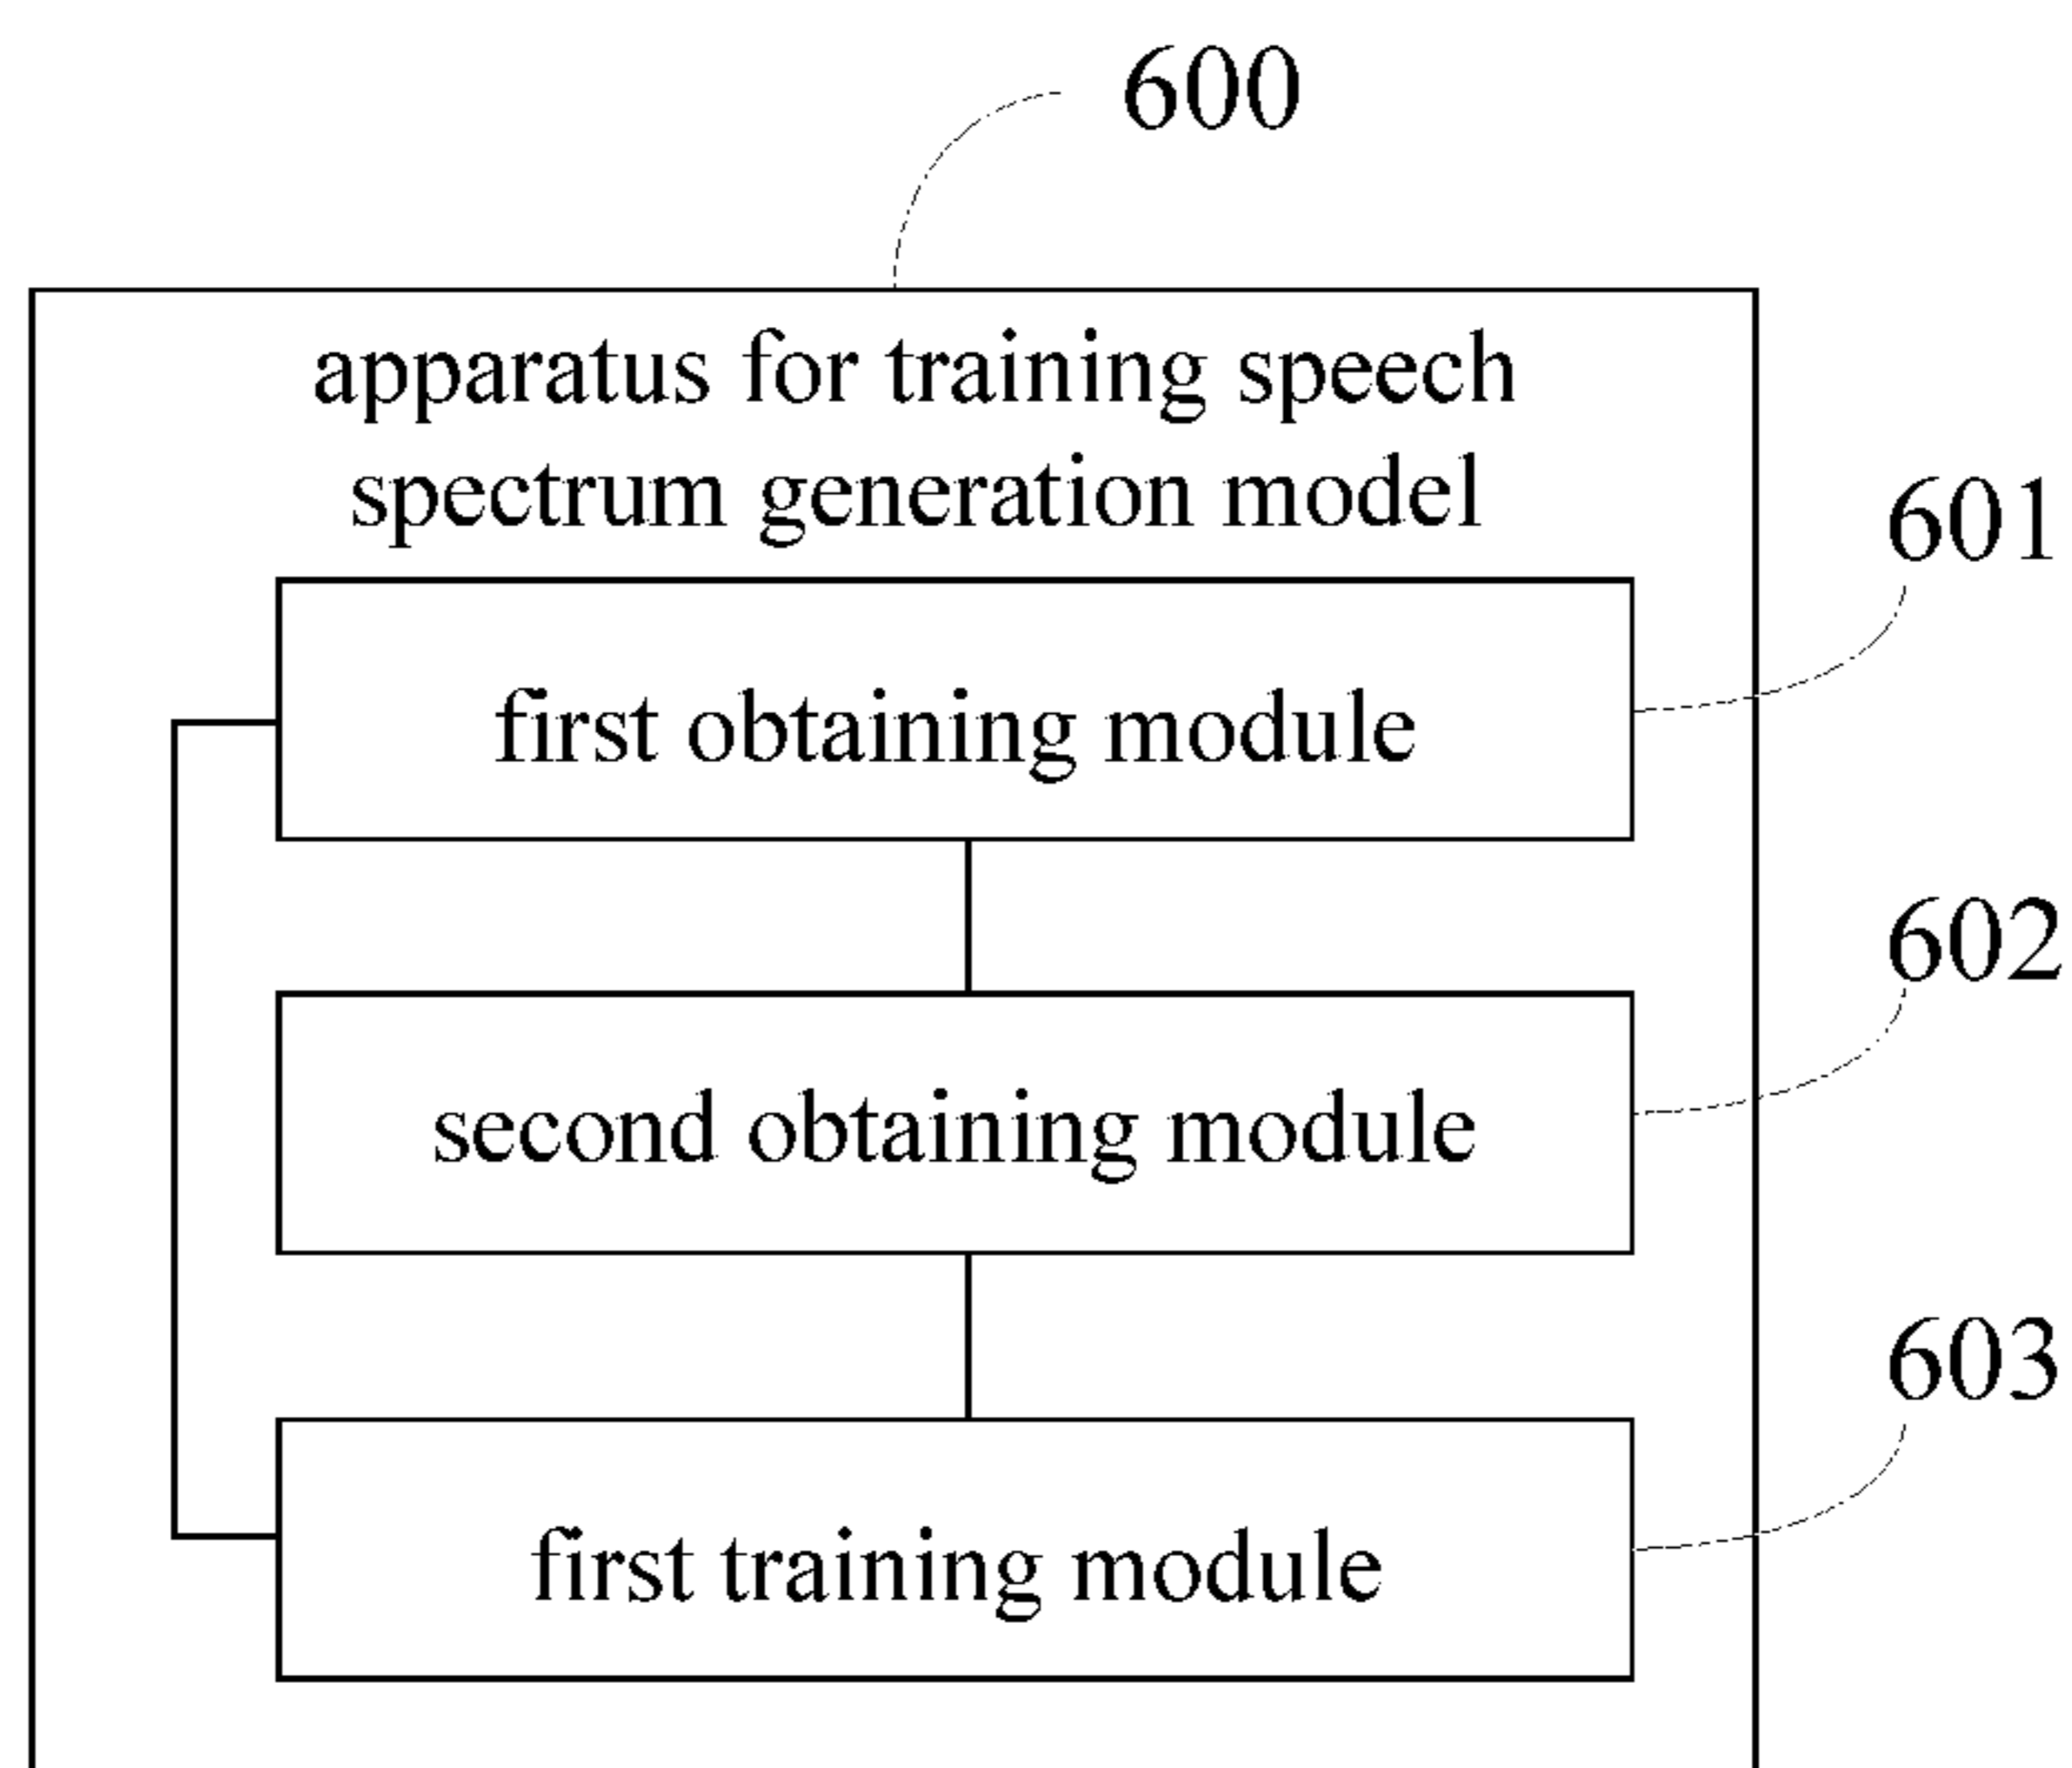 600
apparatus for training speech
spectrum generation model
601
first obtaining module
602
second obtaining module
603
first training module